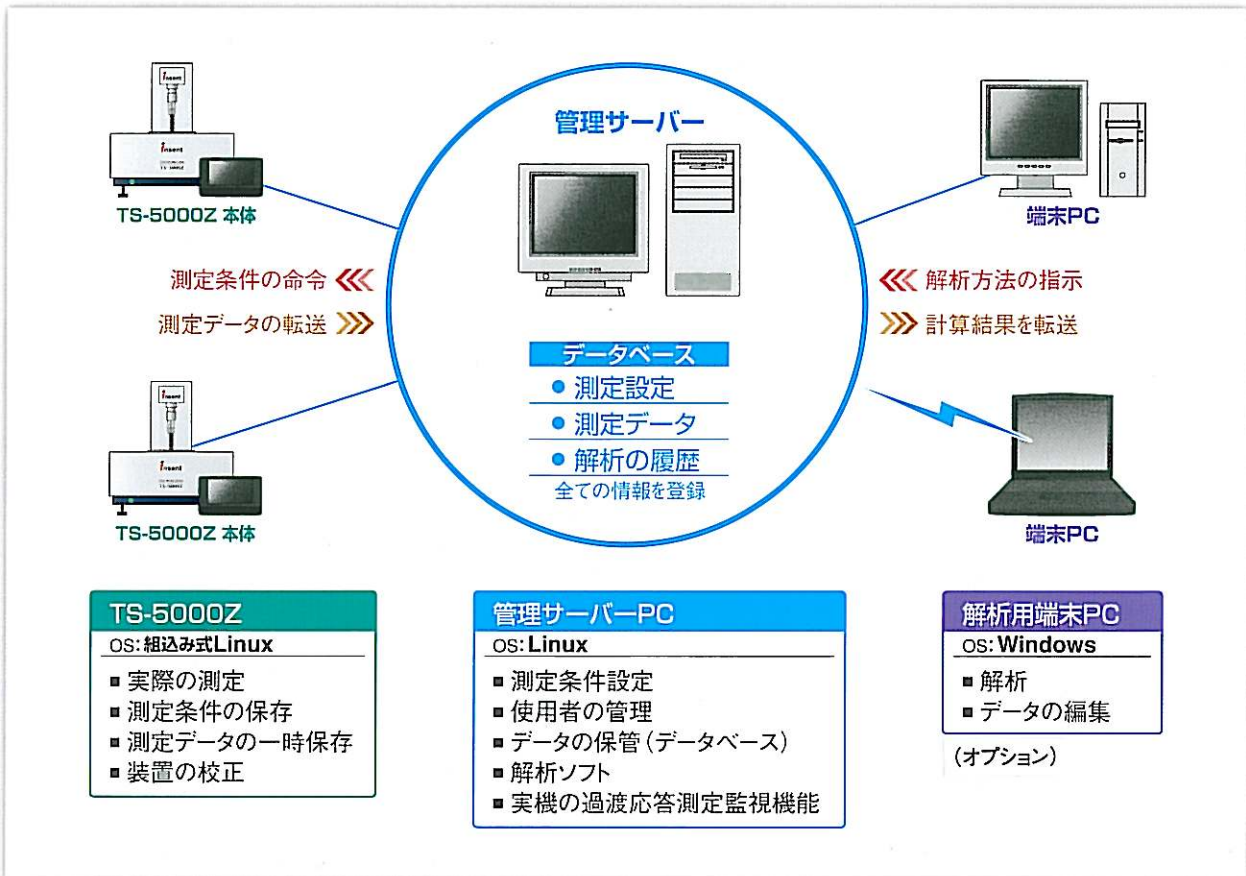 insent
insent
TS-5000Z
TS-5000Z 本体
管理サーバー
端末PC
測定条件の命令
測定データの転送
解析方法の指示
計算結果を転送
データベース
● 測定設定
● 測定データ
● 解析の履歴
全ての情報を登録
insent
insent
TS-5000Z
TS-5000Z 本体
端末PC
TS-5000Z
OS:組込み式Linux
■ 実際の測定
■ 測定条件の保存
■ 測定データの一時保存
■ 装置の校正
管理サーバーPC
OS:Linux
■ 測定条件設定
■ 使用者の管理
■ データの保管(データベース)
■ 解析ソフト
■ 実機の過渡応答測定監視機能
解析用端末PC
OS:Windows
■ 解析
■ データの編集
(オプション)